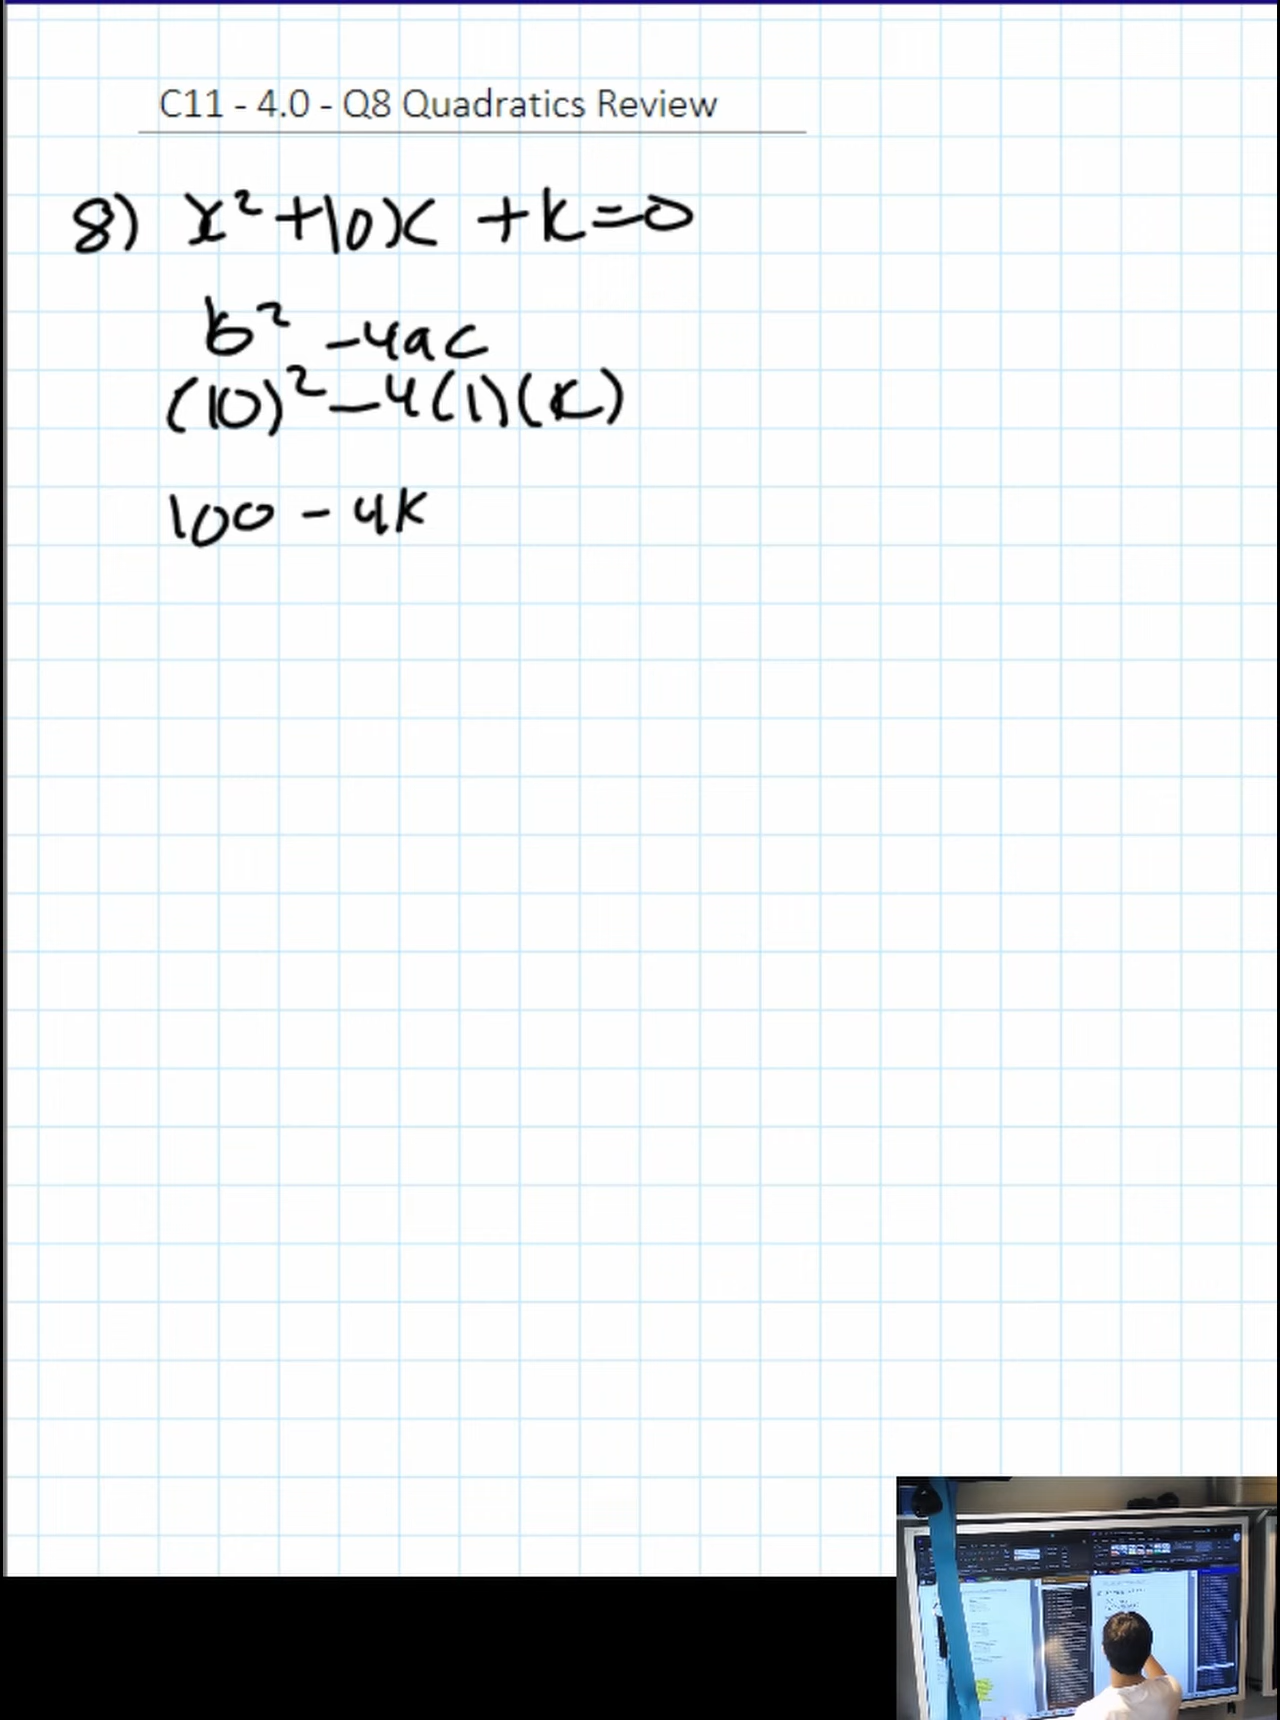 C11 - 4.0 - Q8 Quadratics Review
8) x² + 10x + k = 0
b² - 4ac
(10)² - 4(1)(k)
100 - 4k